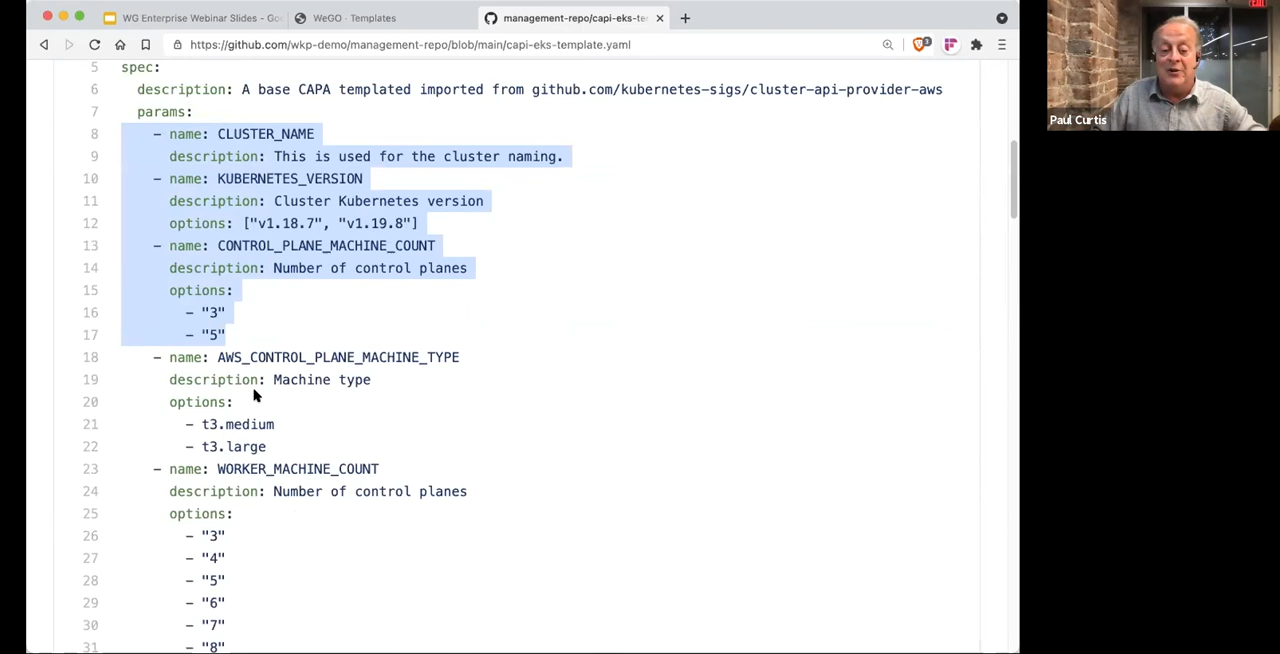 WG Enterprise Webinar Slides - Go
WeGO · Templates
management-repo/capi-eks-te
https://github.com/wkp-demo/management-repo/blob/main/capi-eks-template.yaml
5 spec:
6 description: A base CAPA templated imported from github.com/kubernetes-sigs/cluster-api-provider-aws
7 params:
8 - name: CLUSTER_NAME
9 description: This is used for the cluster naming.
10 - name: KUBERNETES_VERSION
11 description: Cluster Kubernetes version
12 options: ["v1.18.7", "v1.19.8"]
13 - name: CONTROL_PLANE_MACHINE_COUNT
14 description: Number of control planes
15 options:
16 - "3"
17 - "5"
18 - name: AWS_CONTROL_PLANE_MACHINE_TYPE
19 description: Machine type
20 options:
21 - t3.medium
22 - t3.large
23 - name: WORKER_MACHINE_COUNT
24 description: Number of control planes
25 options:
26 - "3"
27 - "4"
28 - "5"
29 - "6"
30 - "7"
31 - "8"
Paul Curtis
EXIT